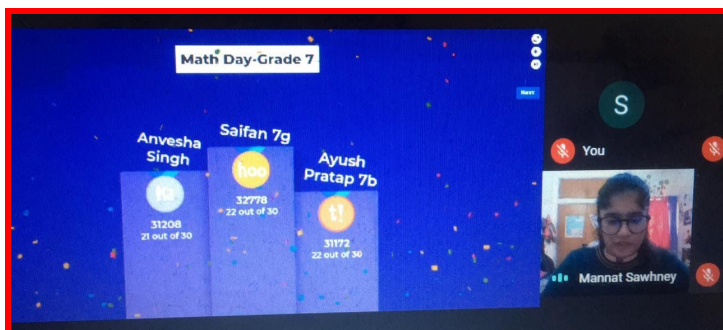 Math Day-Grade 7
Next
Anvesha
Singh
Saifan 7g
Ayush
Pratap 7b
K!
hoo
t!
31208
21 out of 30
32778
22 out of 30
31172
22 out of 30
S
You
Mannat Sawhney